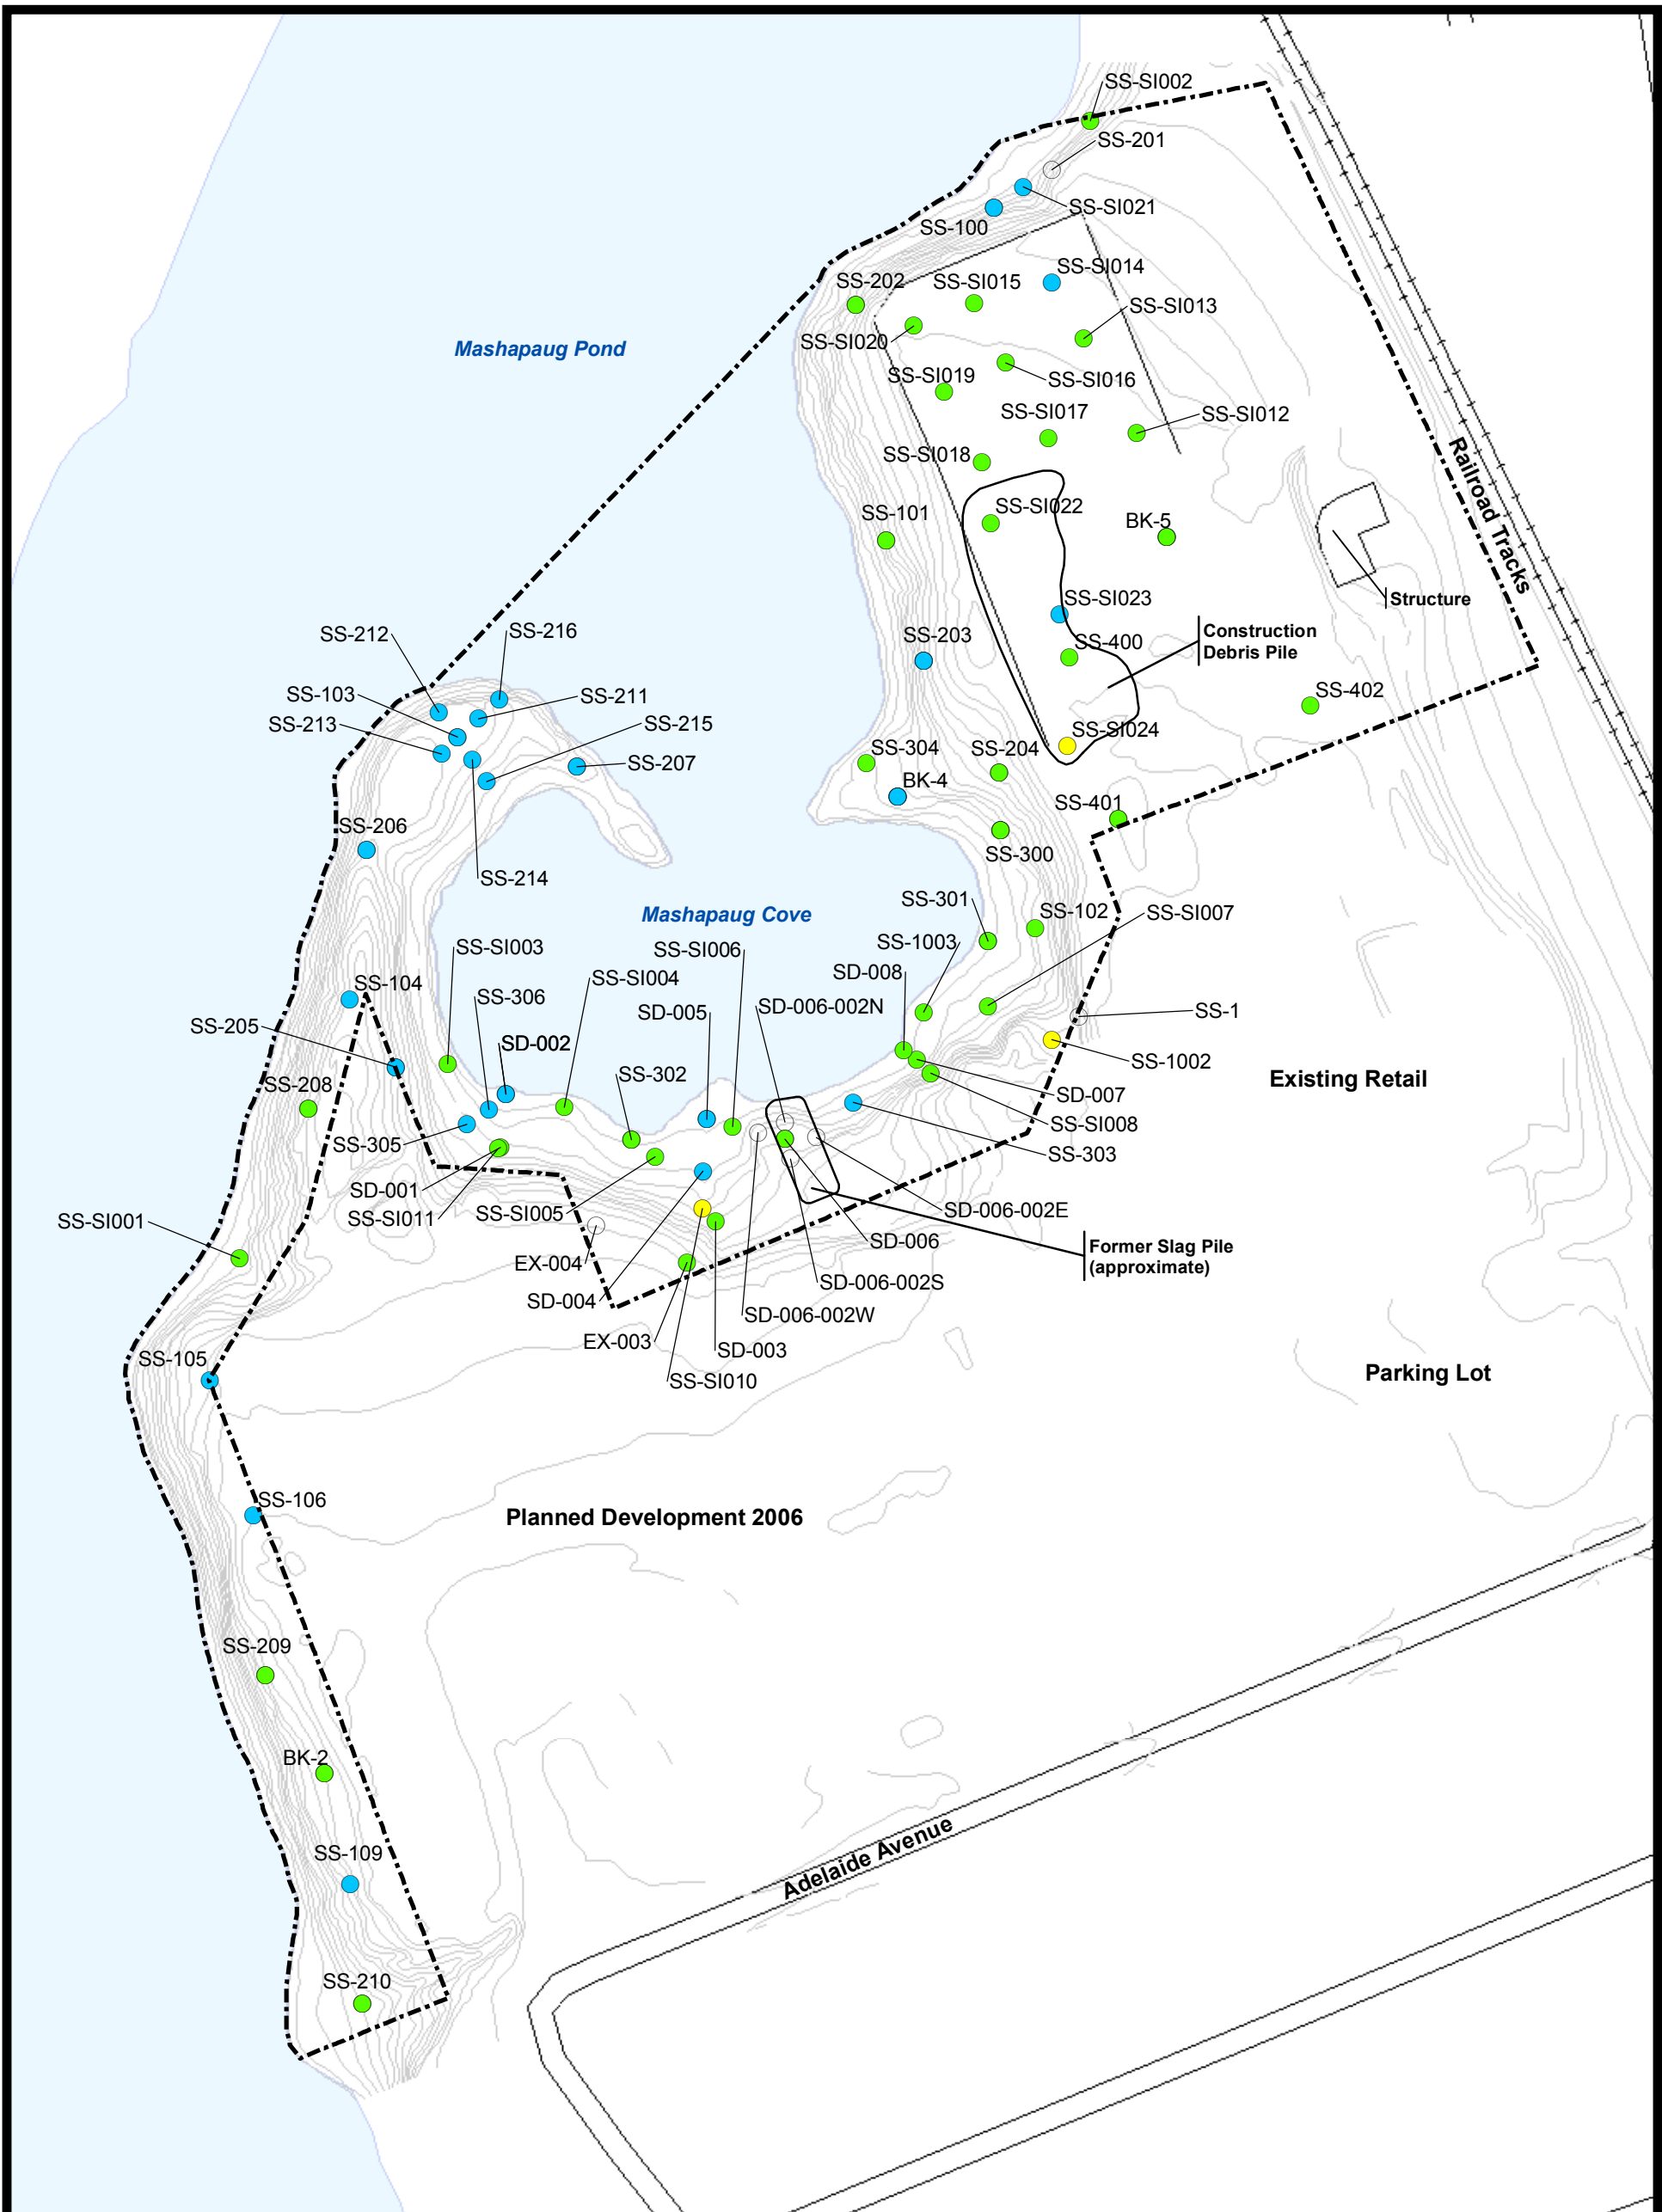 SS-SI002
SS-201
SS-SI021
SS-100
SS-SI014
SS-202
SS-SI015
SS-SI013
SS-SI020
Mashapaug Pond
SS-SI019
SS-SI016
SS-SI017
SS-SI012
SS-SI018
Railroad Tracks
SS-SI022
SS-101
BK-5
SS-SI023
Structure
SS-212
SS-216
SS-203
SS-400
Construction
Debris Pile
SS-103
SS-211
SS-402
SS-213
SS-215
SS-SI024
SS-304
SS-204
SS-207
BK-4
SS-401
SS-206
SS-300
SS-214
SS-301
Mashapaug Cove
SS-102
SS-SI007
SS-SI003
SS-SI006
SS-1003
SS-SI004
SD-008
SS-104
SS-306
SD-005
SD-006-002N
SS-1
SS-205
SD-002
SS-1002
SS-302
Existing Retail
SS-208
SD-007
SS-SI008
SS-305
SS-303
SD-001
SS-SI011
SS-SI005
SD-006-002E
SS-SI001
SD-006
Former Slag Pile
(approximate)
EX-004
SD-006-002S
SD-004
SD-006-002W
EX-003
SD-003
SS-105
SS-SI010
Parking Lot
SS-106
Planned Development 2006
SS-209
BK-2
SS-109
Adelaide Avenue
SS-210